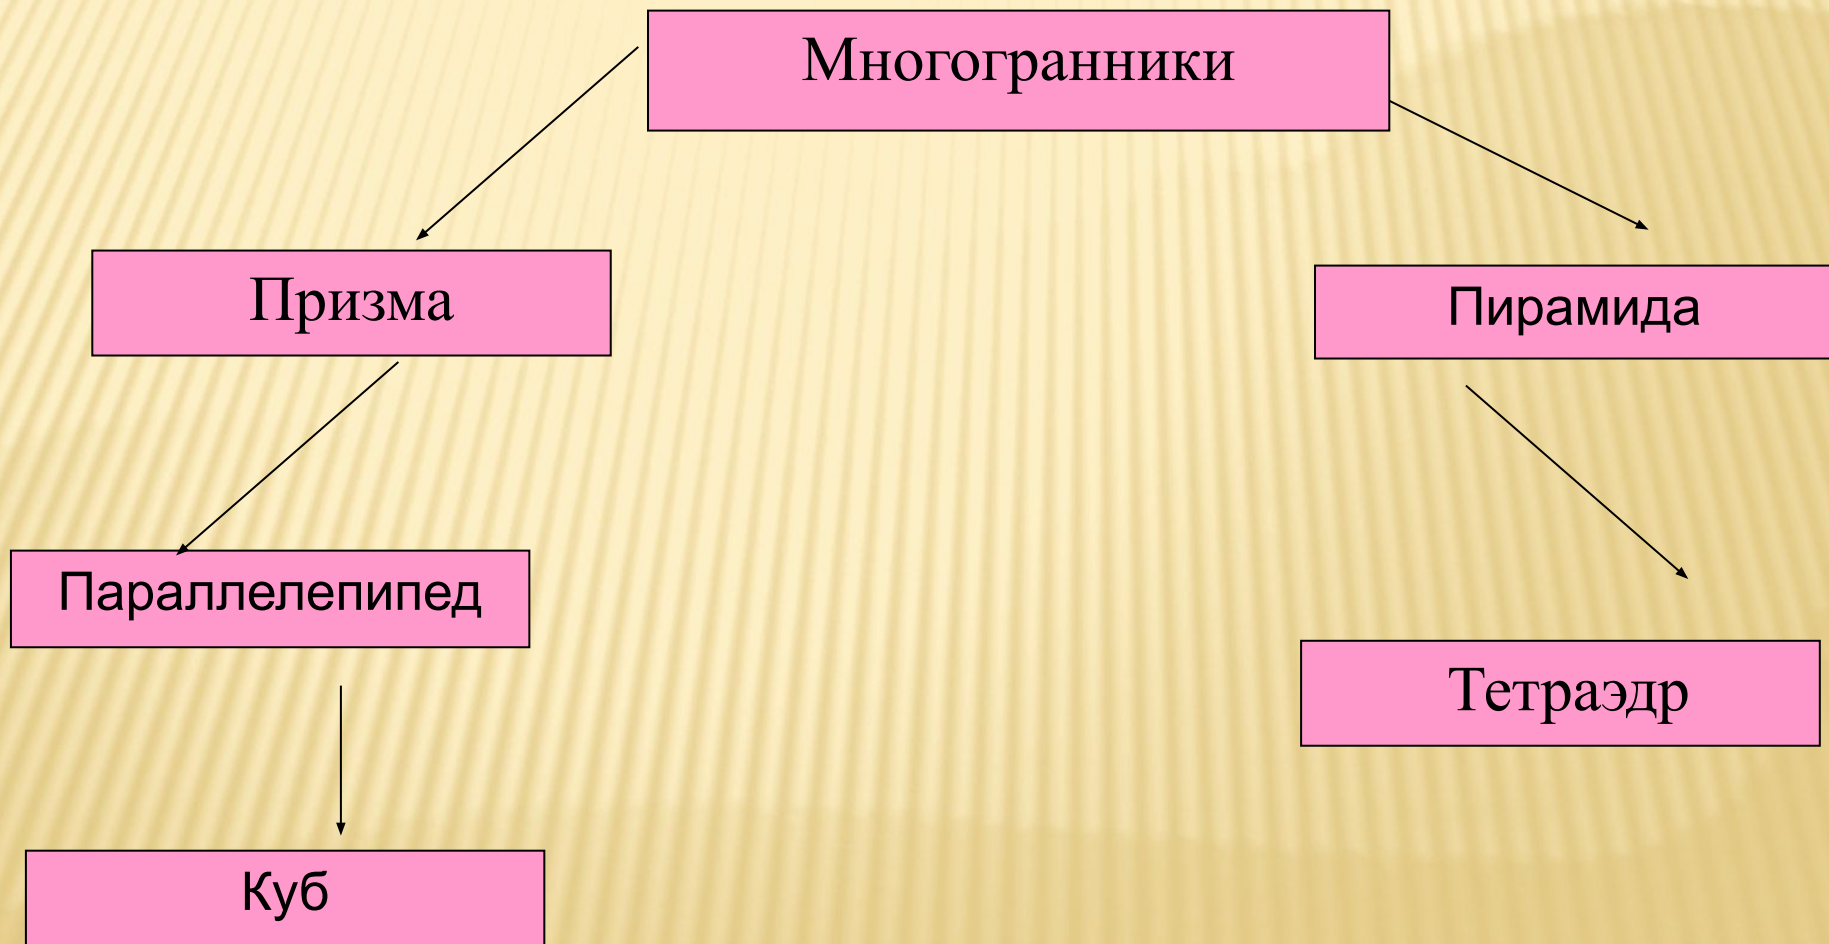 Многогранники
Призма
Пирамида
Параллелепипед
Тетраэдр
Куб